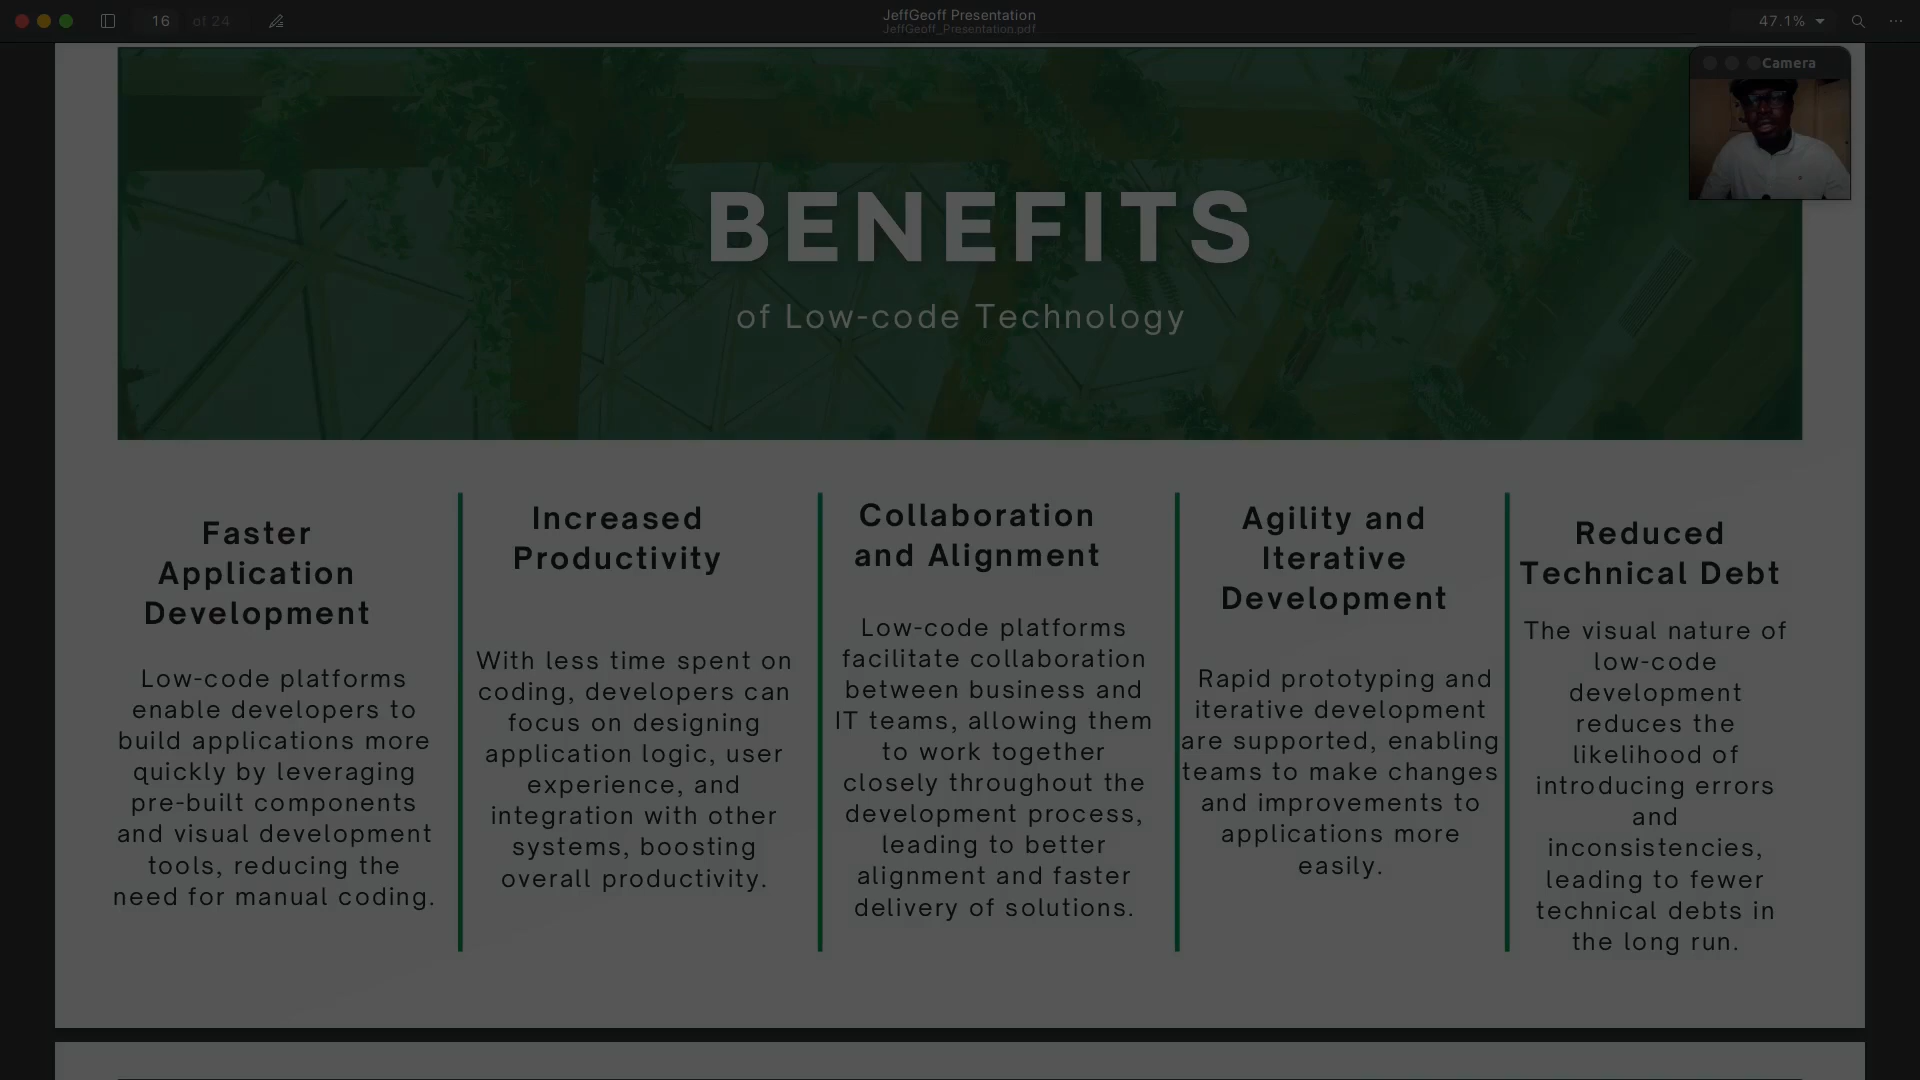 16 of 24
JeffGeoff Presentation
JeffGeoff_Presentation.pdf
47.1%
Camera
BENEFITS
of Low-code Technology
Faster
Application
Development
Low-code platforms
enable developers to
build applications more
quickly by leveraging
pre-built components
and visual development
tools, reducing the
need for manual coding.
Increased
Productivity
With less time spent on
coding, developers can
focus on designing
application logic, user
experience, and
integration with other
systems, boosting
overall productivity.
Collaboration
and Alignment
Low-code platforms
facilitate collaboration
between business and
IT teams, allowing them
to work together
closely throughout the
development process,
leading to better
alignment and faster
delivery of solutions.
Agility and
Iterative
Development
Rapid prototyping and
iterative development
are supported, enabling
teams to make changes
and improvements to
applications more
easily.
Reduced
Technical Debt
The visual nature of
low-code
development
reduces the
likelihood of
introducing errors
and
inconsistencies,
leading to fewer
technical debts in
the long run.